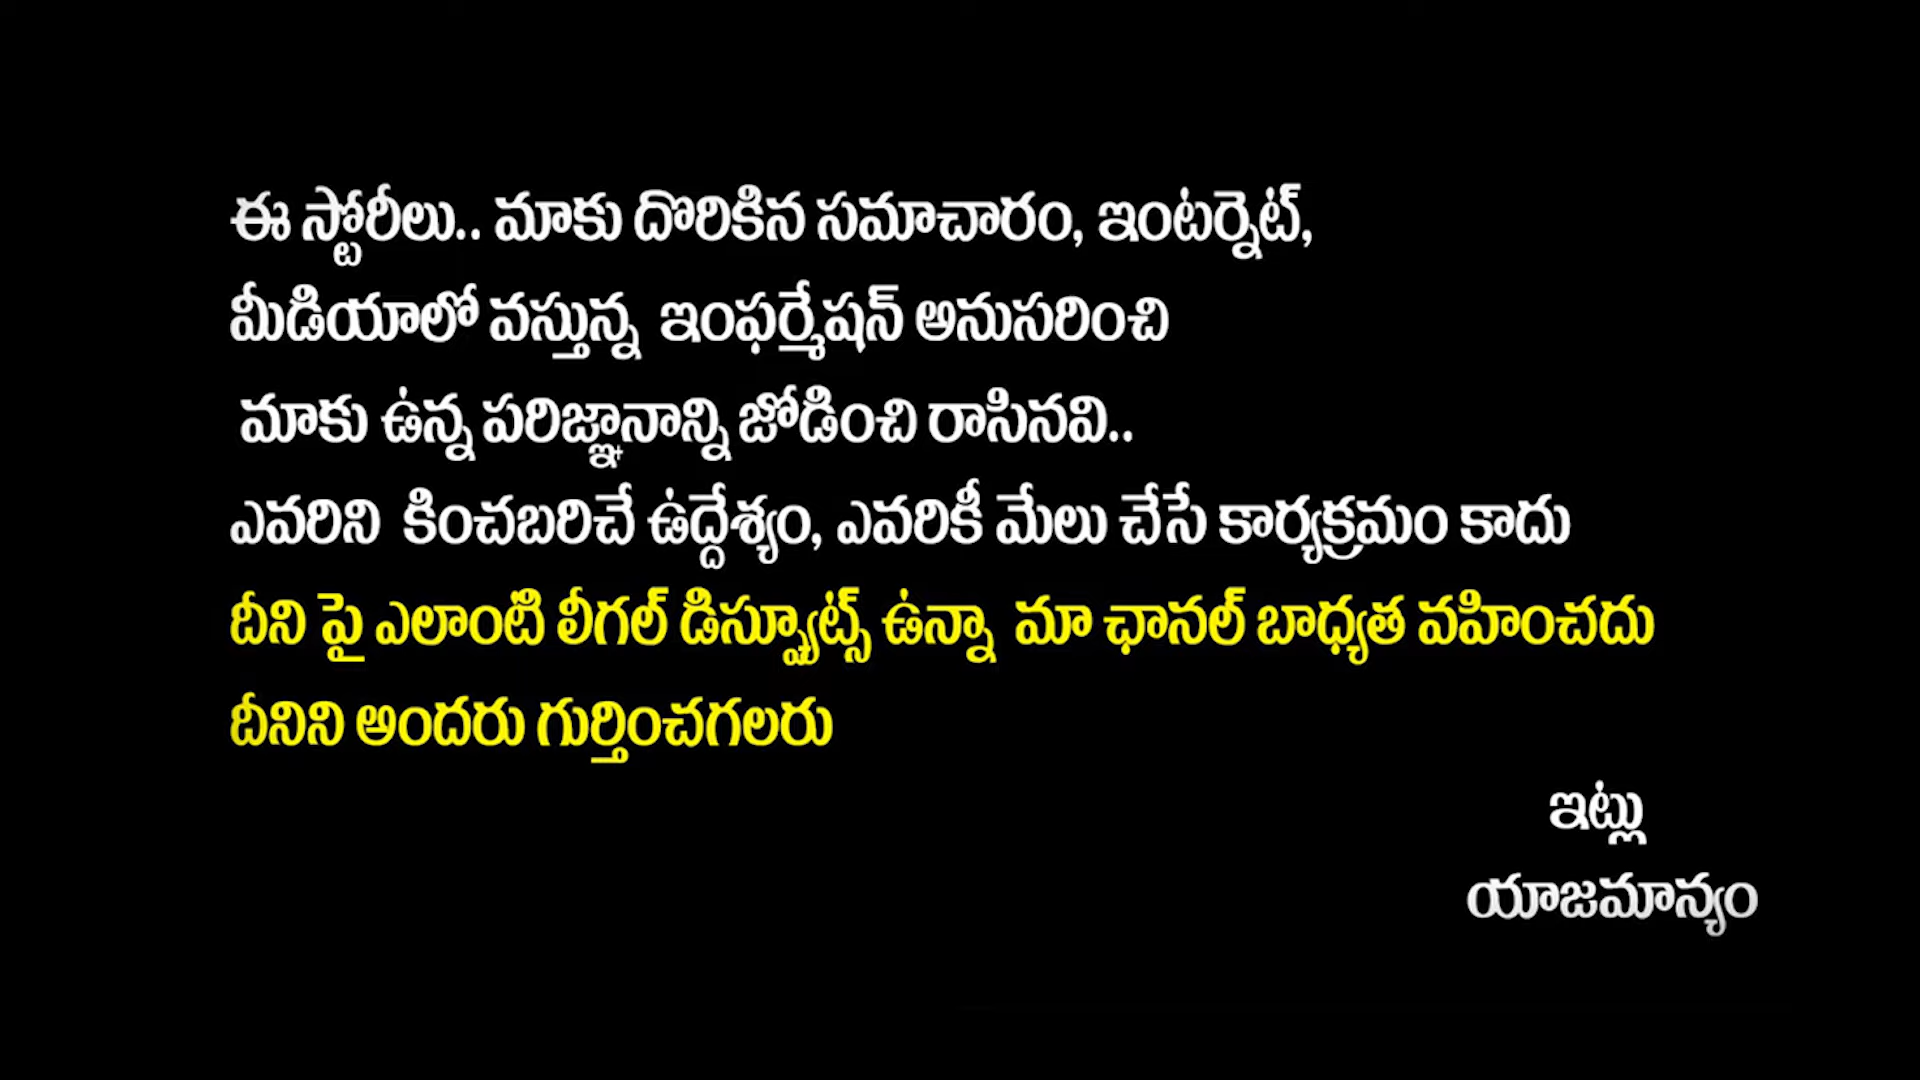 ఈ స్టోరీలు.. మాకు దొరికిన సమాచారం, ఇంటర్నెట్,
మీడియాలో వస్తున్న ఇంఫర్మేషన్ అనుసరించి
మాకు ఉన్న పరిజ్ఞానాన్ని జోడించి రాసినవి..
ఎవరిని కించబరిచే ఉద్దేశ్యం, ఎవరికీ మేలు చేసే కార్యక్రమం కాదు
దీని పై ఎలాంటి లీగల్ డిస్ప్యూట్స్ ఉన్నా మా ఛానల్ బాధ్యత వహించదు
దీనిని అందరు గుర్తించగలరు
ఇట్లు
యాజమాన్యం